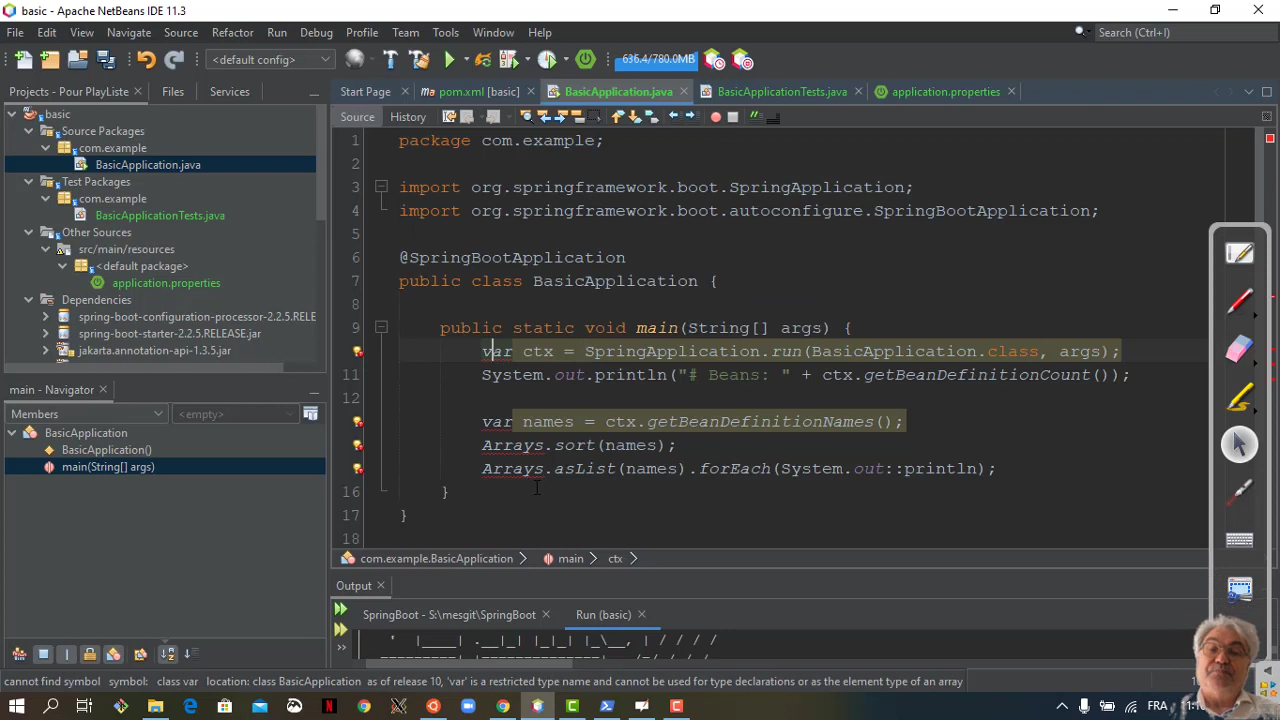 basic - Apache NetBeans IDE 11.3
File Edit View Navigate Source Refactor Run Debug Profile Team Tools Window Help
Search (Ctrl+I)
<default config>
636.4/780.0MB
Projects - Pour PlayListe
Files
Services
Start Page
pom.xml [basic]
BasicApplication.java
BasicApplicationTests.java
application.properties
Source
History
basic
Source Packages
com.example
BasicApplication.java
Test Packages
com.example
BasicApplicationTests.java
Other Sources
src/main/resources
<default package>
application.properties
Dependencies
spring-boot-configuration-processor-2.2.5.RELE
spring-boot-starter-2.2.5.RELEASE.jar
jakarta.annotation-api-1.3.5.jar
main - Navigator
Members
<empty>
BasicApplication
BasicApplication()
main(String[] args)
1 package com.example;
2
3 import org.springframework.boot.SpringApplication;
4 import org.springframework.boot.autoconfigure.SpringBootApplication;
6 @SpringBootApplication
7 public class BasicApplication {
8
9 public static void main(String[] args) {
var ctx = SpringApplication.run(BasicApplication.class, args);
11 System.out.println("# Beans: " + ctx.getBeanDefinitionCount());
12
var names = ctx.getBeanDefinitionNames();
Arrays.sort(names);
Arrays.asList(names).forEach(System.out::println);
16 }
17 }
18
com.example.BasicApplication
main
ctx
Output
SpringBoot - S:\mesgit\SpringBoot
Run (basic)
cannot find symbol symbol: class var location: class BasicApplication as of release 10, 'var' is a restricted type name and cannot be used for type declarations or as the element type of an array
FRA